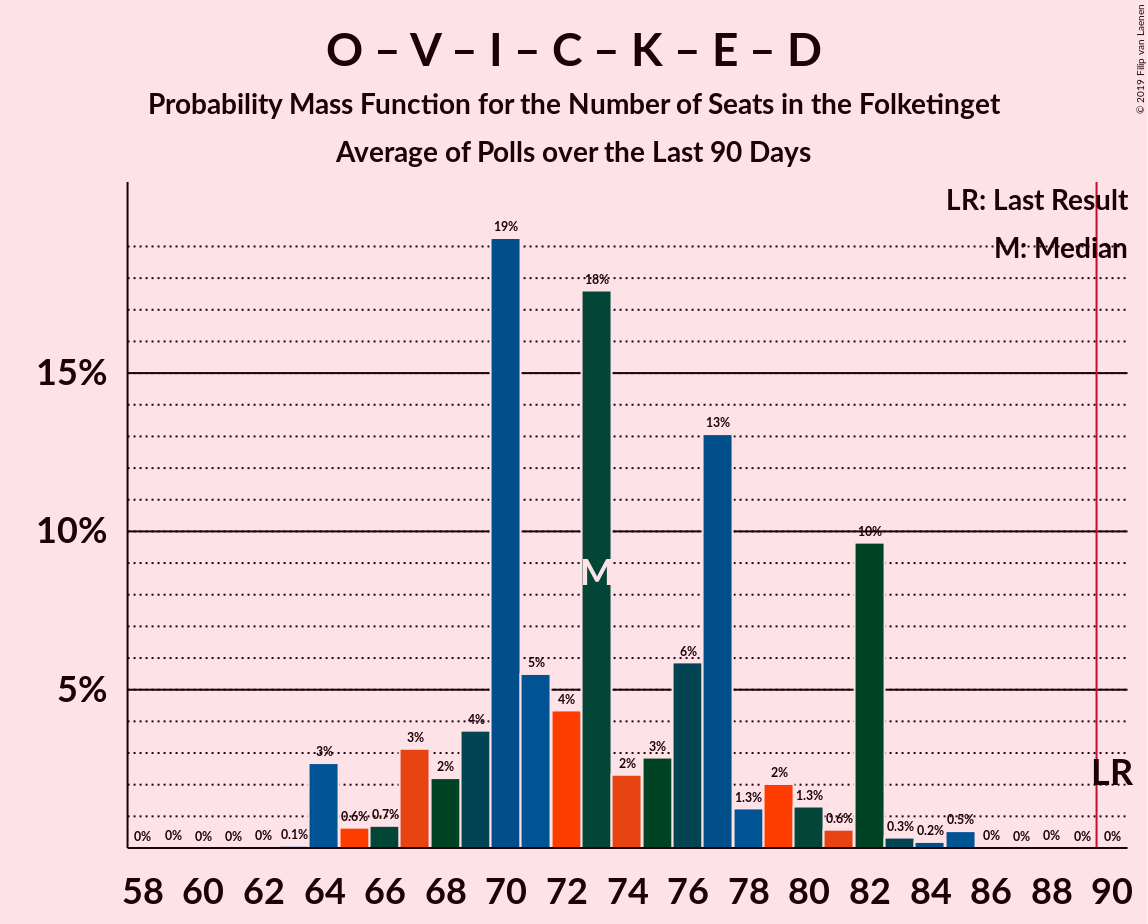 O – V – I – C – K – E – D
Probability Mass Function for the Number of Seats in the Folketinget
Average of Polls over the Last 90 Days
© 2019 Filip van Laenen
LR: Last Result
M: Median
15%
10%
5%
0% 0% 0% 0% 0% 0.1% 3% 0.6% 0.7% 3% 2% 4% 19% 5% 4% 18% 2% 3% 6% 13% 1.3% 2% 1.3% 0.6% 10% 0.3% 0.2% 0.5% 0% 0% 0% 0% 0%
M
LR
58 60 62 64 66 68 70 72 74 76 78 80 82 84 86 88 90